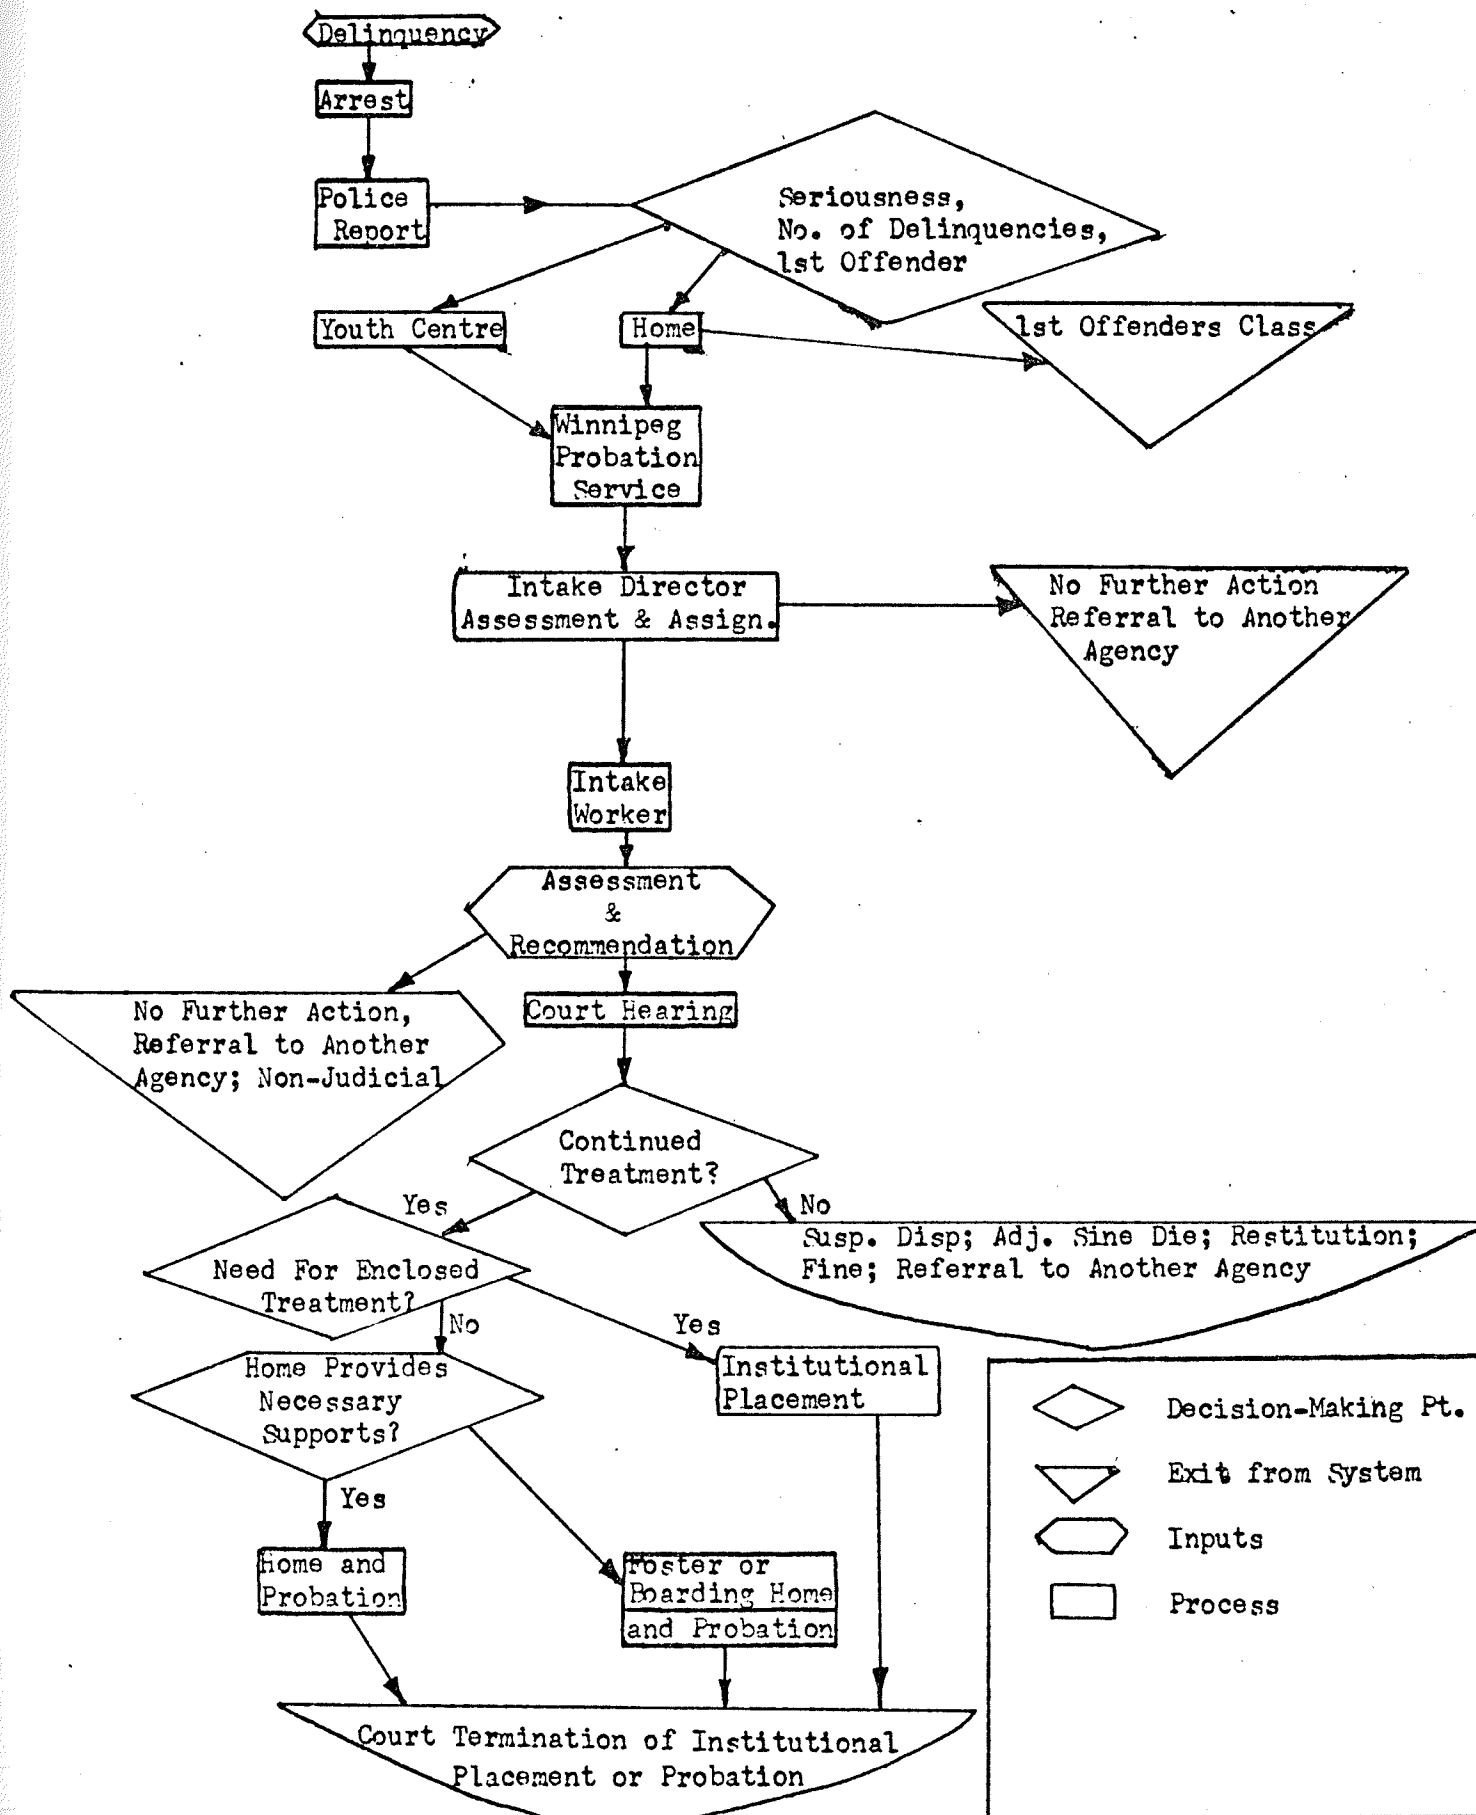 Delinquency
Arrest
Police
Report
Seriousness,
No. of Delinquencies,
1st Offender
Youth Centre
Home
1st Offenders Class
Winnipeg
Probation
Service
Intake Director
Assessment & Assign.
No Further Action
Referral to Another
Agency
Intake
Worker
Assessment
&
Recommendation
No Further Action,
Referral to Another
Agency; Non-Judicial
Court Hearing
Continued
Treatment?
Yes
No
Susp. Disp; Adj. Sine Die; Restitution;
Fine; Referral to Another Agency
Need For Enclosed
Treatment?
No
Yes
Institutional
Placement
Home Provides
Necessary
Supports?
Yes
Home and
Probation
Foster or
Boarding Home
and Probation
Court Termination of Institutional
Placement or Probation
Decision-Making Pt.
Exit from System
Inputs
Process